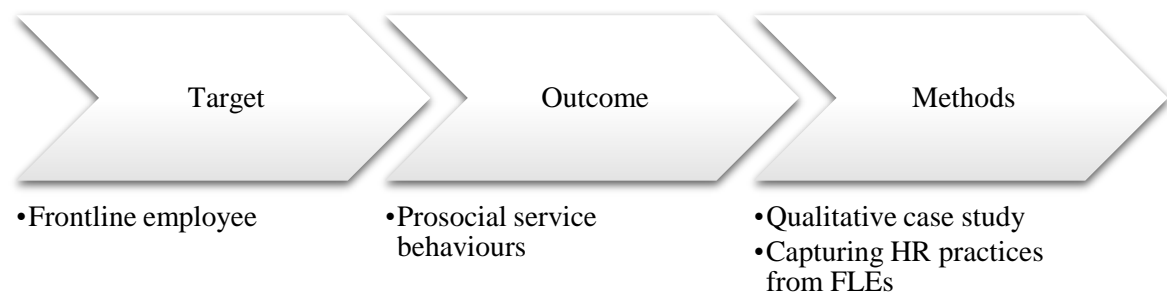 Target
Outcome
Methods
•Frontline employee
•Prosocial service
behaviours
•Qualitative case study
•Capturing HR practices
from FLEs